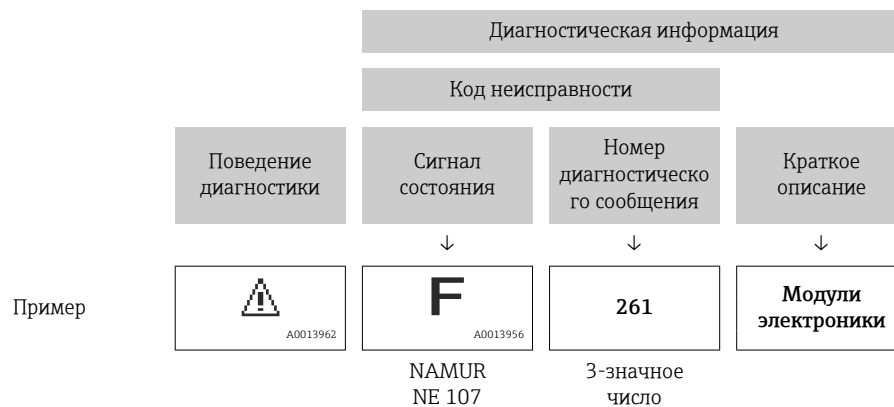 Диагностическая информация
Код неисправности
Поведение
диагностики
Сигнал
состояния
Номер
диагностическо
го сообщения
Краткое
описание
↓ ↓ ↓
Пример
A0013962
F
A0013956
261
Модули
электроники
NAMUR
NE 107
3-значное
число